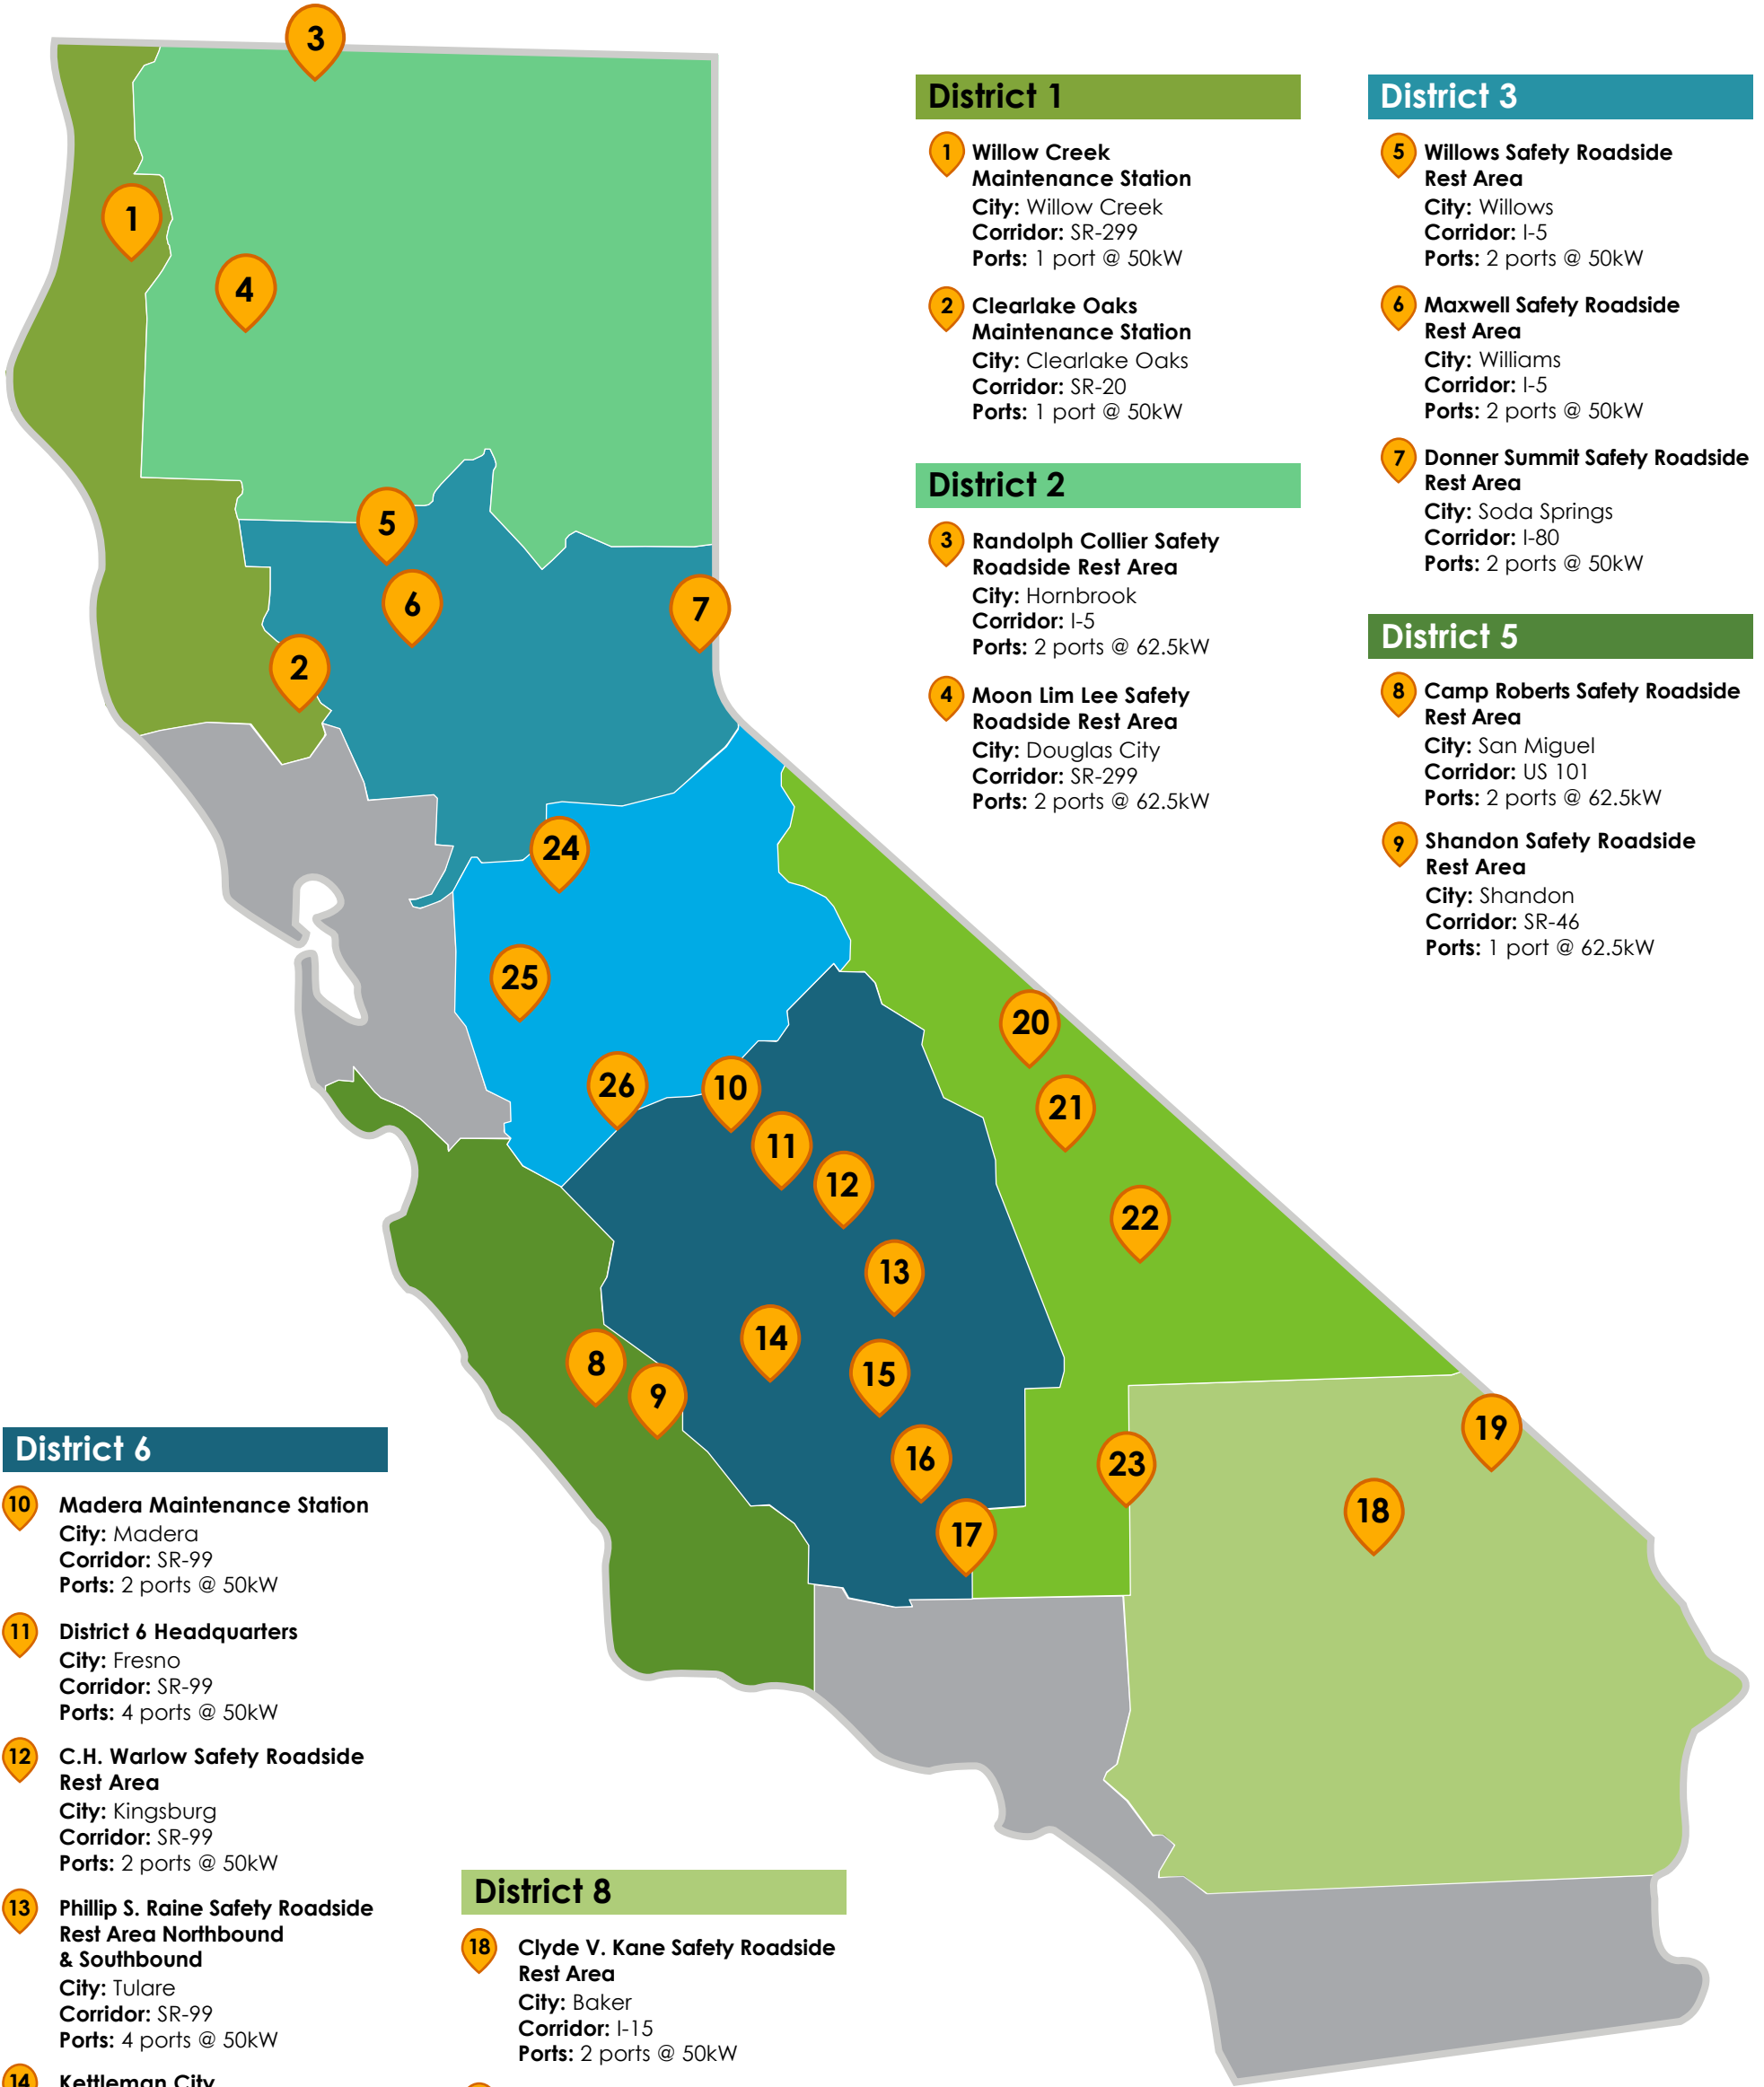 3
1
4
5
6
7
2
24
25
26
10
11
12
13
14
15
16
17
8
9
20
21
22
23
18
19
District 1
1 Willow Creek
Maintenance Station
City: Willow Creek
Corridor: SR-299
Ports: 1 port @ 50kW
2 Clearlake Oaks
Maintenance Station
City: Clearlake Oaks
Corridor: SR-20
Ports: 1 port @ 50kW
District 2
3 Randolph Collier Safety
Roadside Rest Area
City: Hornbrook
Corridor: I-5
Ports: 2 ports @ 62.5kW
4 Moon Lim Lee Safety
Roadside Rest Area
City: Douglas City
Corridor: SR-299
Ports: 2 ports @ 62.5kW
District 3
5 Willows Safety Roadside
Rest Area
City: Willows
Corridor: I-5
Ports: 2 ports @ 50kW
6 Maxwell Safety Roadside
Rest Area
City: Williams
Corridor: I-5
Ports: 2 ports @ 50kW
7 Donner Summit Safety Roadside
Rest Area
City: Soda Springs
Corridor: I-80
Ports: 2 ports @ 50kW
District 5
8 Camp Roberts Safety Roadside
Rest Area
City: San Miguel
Corridor: US 101
Ports: 2 ports @ 62.5kW
9 Shandon Safety Roadside
Rest Area
City: Shandon
Corridor: SR-46
Ports: 1 port @ 62.5kW
District 6
10 Madera Maintenance Station
City: Madera
Corridor: SR-99
Ports: 2 ports @ 50kW
11 District 6 Headquarters
City: Fresno
Corridor: SR-99
Ports: 4 ports @ 50kW
12 C.H. Warlow Safety Roadside
Rest Area
City: Kingsburg
Corridor: SR-99
Ports: 2 ports @ 50kW
13 Phillip S. Raine Safety Roadside
Rest Area Northbound
& Southbound
City: Tulare
Corridor: SR-99
Ports: 4 ports @ 50kW
14 Kettleman City
District 8
18 Clyde V. Kane Safety Roadside
Rest Area
City: Baker
Corridor: I-15
Ports: 2 ports @ 50kW